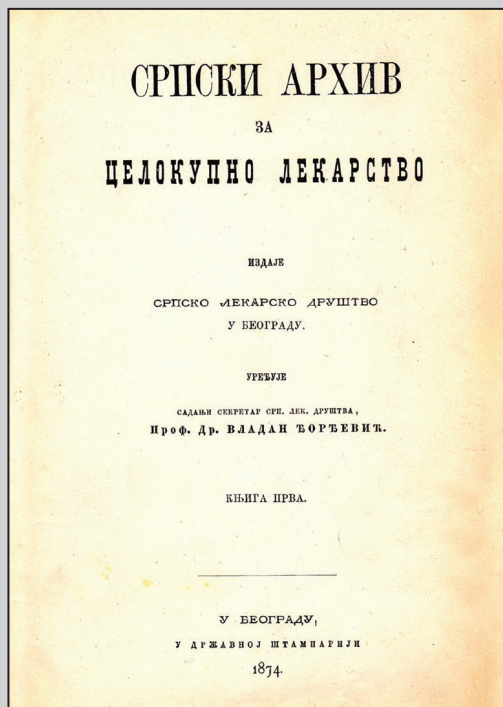 СРПСКИ АРХИВ
ЗА
ЦЕЛОКУПНО ЛЕКАРСТВО
ИЗДАЈЕ
СРПСКО ЛЕКАРСКО ДРУШТВО
У БЕОГРАДУ.
УРЕЂУЈЕ
САДАЊИ СЕКРЕТАР СРП. ЛЕК. ДРУШТВА,
Проф. Др. ВЛАДАН ЂОРЂЕВИЋ.
КЊИГА ПРВА.
У БЕОГРАДУ,
У ДРЖАВНОЈ ШТАМПАРИЈИ
1874.